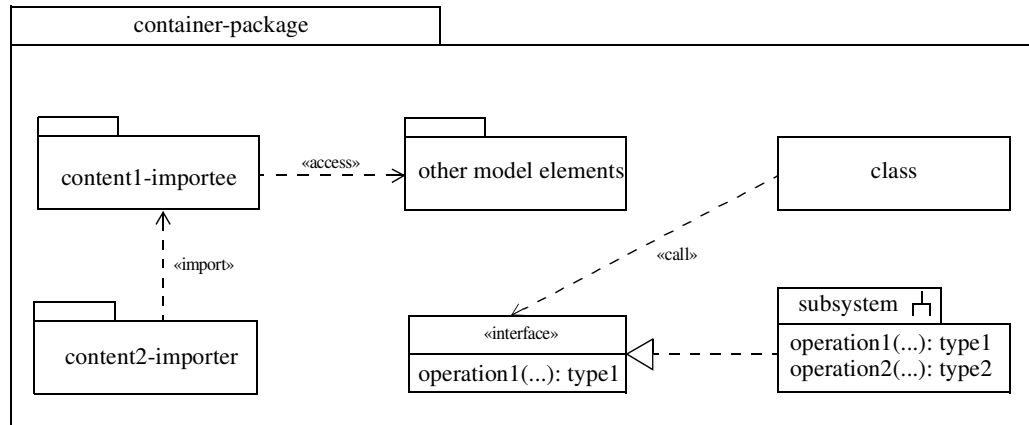 container-package
content1-importee
«access»
other model elements
class
«import»
«call»
content2-importer
«interface»
operation1(...): type1
subsystem
operation1(...): type1
operation2(...): type2